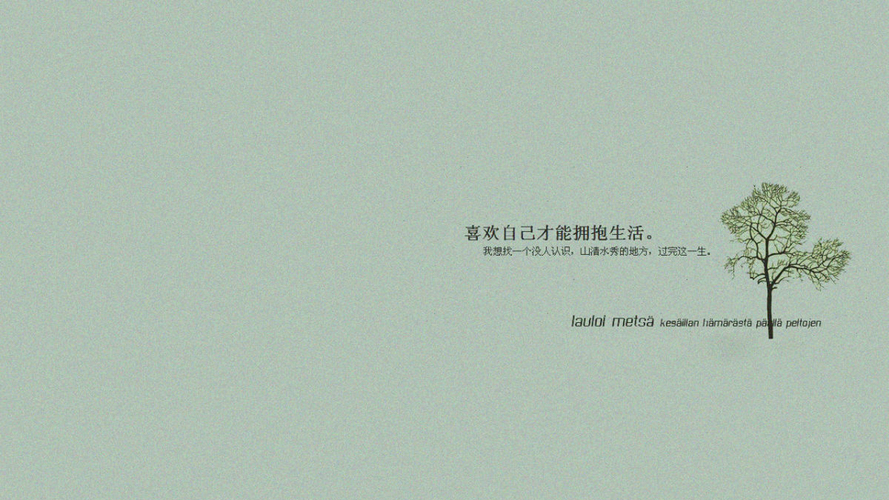 喜欢自己才能拥抱生活。
我想找一个没人认识，山清水秀的地方，过完这一生。
lauloi metsä kesäillan hämärästä päällä peltojen